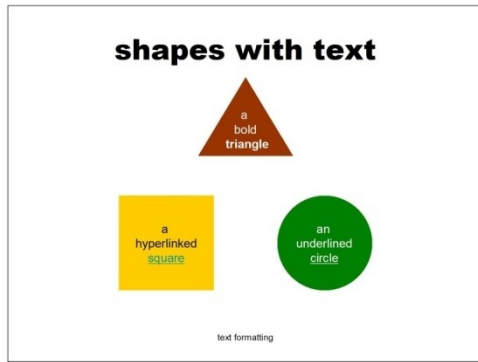 shapes with text
a
bold
triangle
a
hyperlinked
square
an
underlined
circle
text formatting